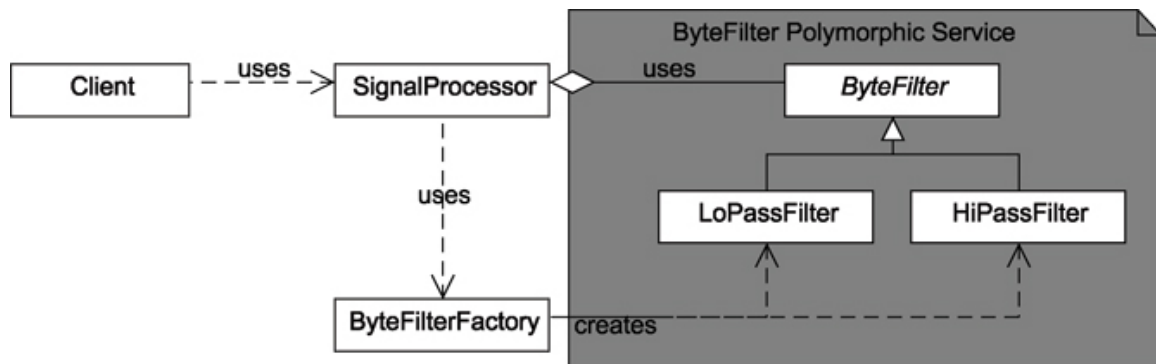 ByteFilter Polymorphic Service
Client
uses
SignalProcessor
uses
ByteFilter
uses
LoPassFilter
HiPassFilter
ByteFilterFactory
creates